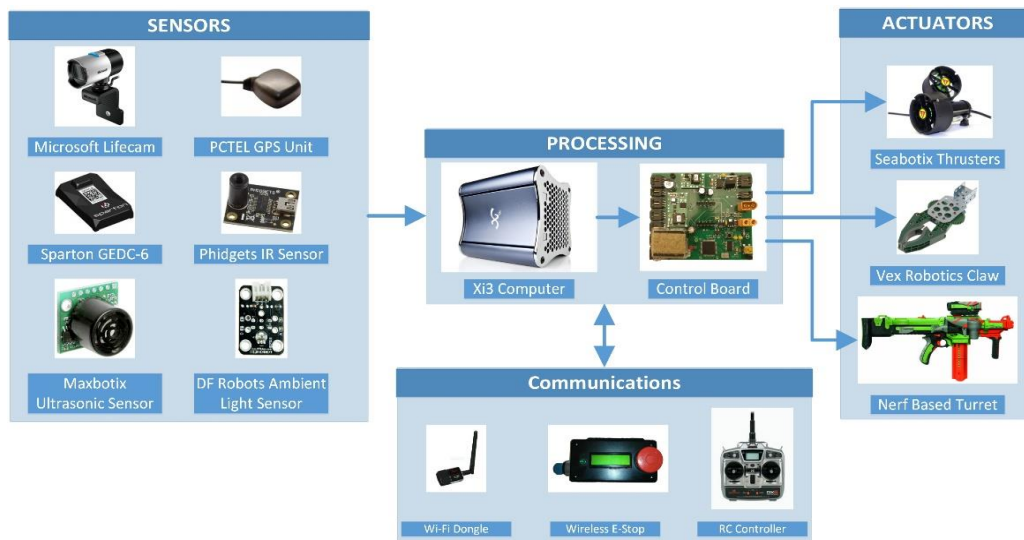 SENSORS
Microsoft Lifecam
PCTEL GPS Unit
Sparton GEDC-6
Phidgets IR Sensor
Maxbotix
Ultrasonic Sensor
DF Robots Ambient
Light Sensor
PROCESSING
Xi3 Computer
Control Board
Communications
Wi-Fi Dongle
Wireless E-Stop
RC Controller
ACTUATORS
Seabotix Thrusters
Vex Robotics Claw
Nerf Based Turret